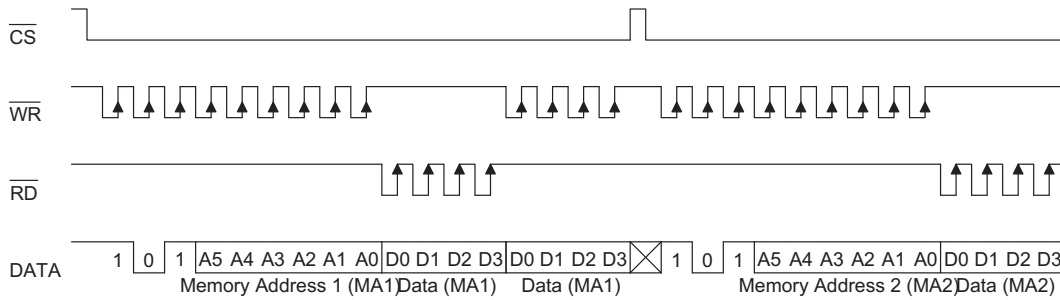 CS
WR
RD
DATA 1 0 1 A5 A4 A3 A2 A1 A0 D0 D1 D2 D3 D0 D1 D2 D3 1 0 1 A5 A4 A3 A2 A1 A0 D0 D1 D2 D3
Memory Address 1 (MA1) Data (MA1) Data (MA1) Memory Address 2 (MA2) Data (MA2)